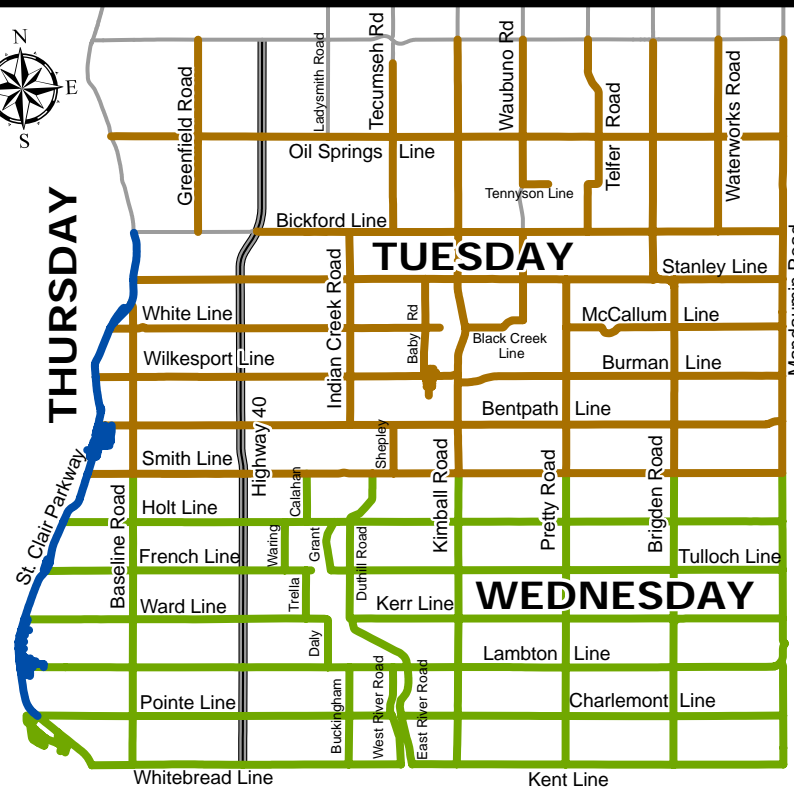 N
E
S
Greenfield Road
Ladysmith Road
Tecumseh Rd
Waubuno Rd
Telfer Road
Waterworks Road
Oil Springs Line
Tennyson Line
Bickford Line
THURSDAY
TUESDAY
Stanley Line
Indian Creek Road
White Line
Baby Rd
McCallum Line
Black Creek
Line
Wilkesport Line
Burman Line
Highway 40
Bentpath Line
Smith Line
Shepley
St. Clair Parkway
Calahan
Kimball Road
Pretty Road
Brigden Road
Baseline Road
Holt Line
Waring
Grant
Duthill Road
French Line
Tulloch Line
Trella
Ward Line
Kerr Line
WEDNESDAY
Daly
Lambton Line
Buckingham
West River Road
East River Road
Pointe Line
Charlemont Line
Whitebread Line
Kent Line